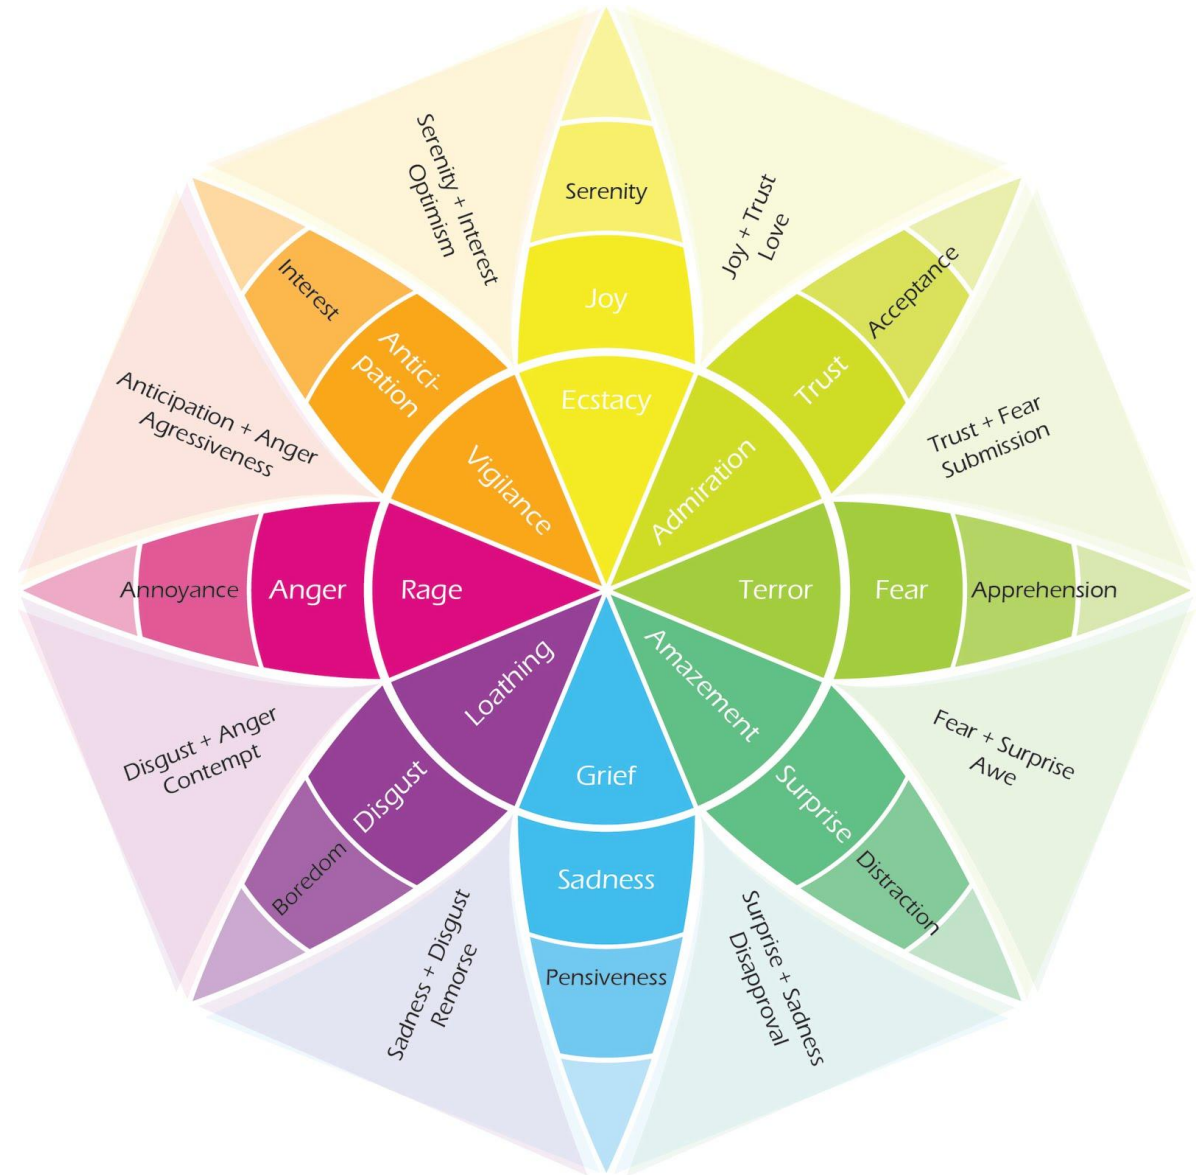 Serenity + Interest
Optimism
Serenity
Joy
Ecstacy
Joy + Trust
Love
Acceptance
Trust
Admiration
Trust + Fear
Submission
Terror
Fear
Apprehension
Fear + Surprise
Awe
Amazement
Surprise
Distraction
Surprise + Sadness
Disapproval
Grief
Sadness
Pensiveness
Sadness + Disgust
Remorse
Loathing
Disgust
Boredom
Disgust + Anger
Contempt
Annoyance
Anger
Rage
Anticipation + Anger
Agressiveness
Interest
Antici-
pation
Vigilance